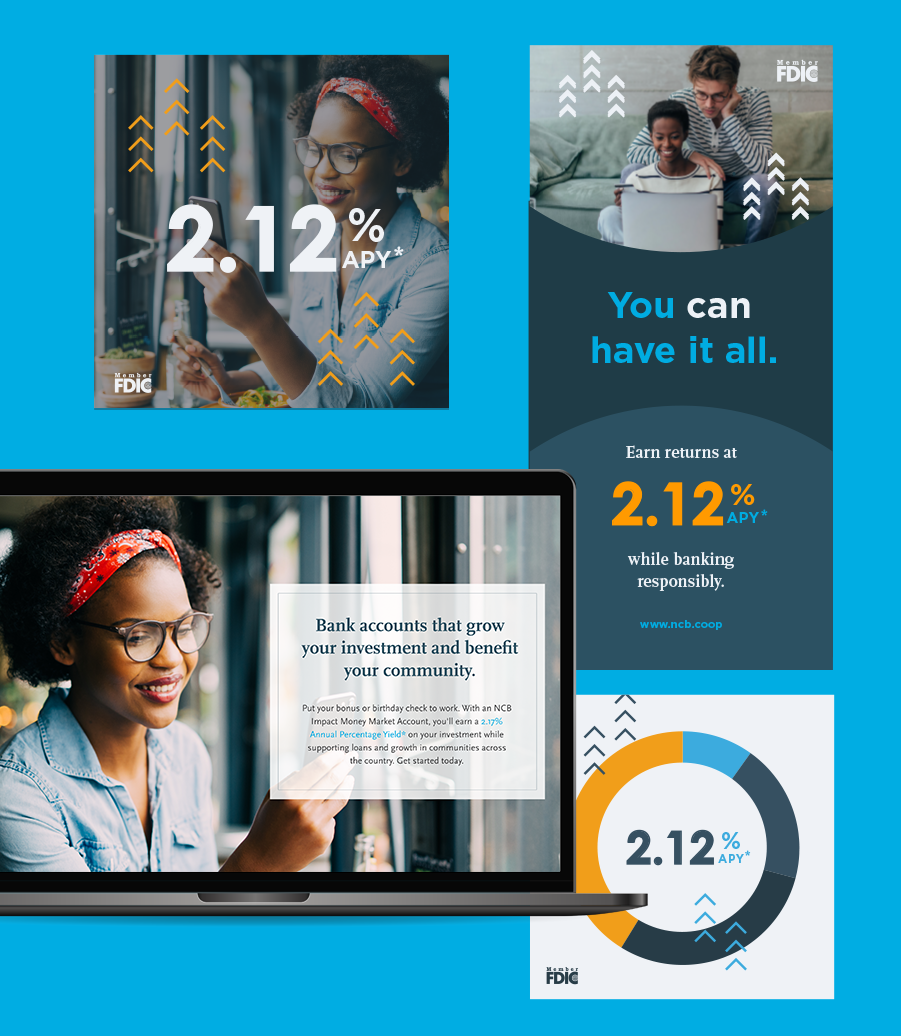 2.12%
APY*
Member
FDIC
Member
FDIC
You can
have it all.
Earn returns at
2.12%
APY*
while banking
responsibly.
www.ncb.coop
Bank accounts that grow
your investment and benefit
your community.
Put your bonus or birthday check to work. With an NCB
Impact Money Market Account, you'll earn a 2.17%
Annual Percentage Yield* on your investment while
supporting loans and growth in communities across
the country. Get started today.
2.12%
APY*
Member
FDIC